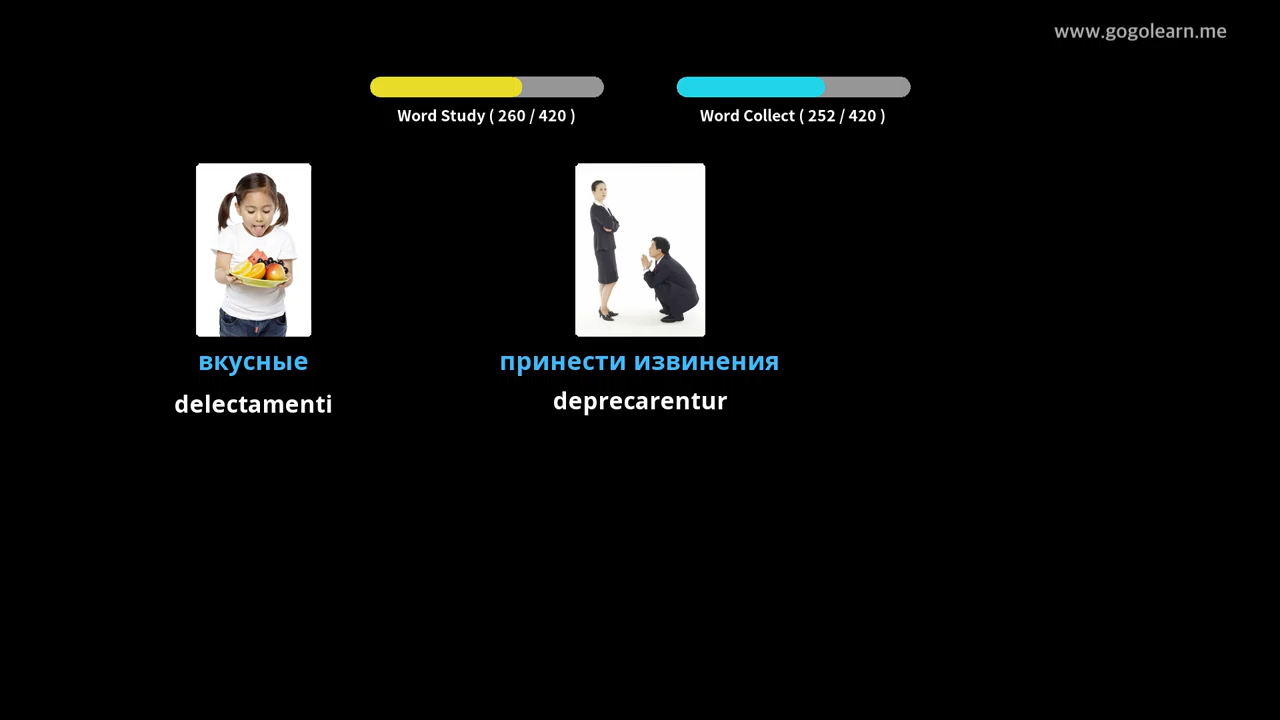 www.gogolearn.me
Word Study ( 260 / 420 )
Word Collect ( 252 / 420 )
вкусные
принести извинения
delectamenti
deprecarentur